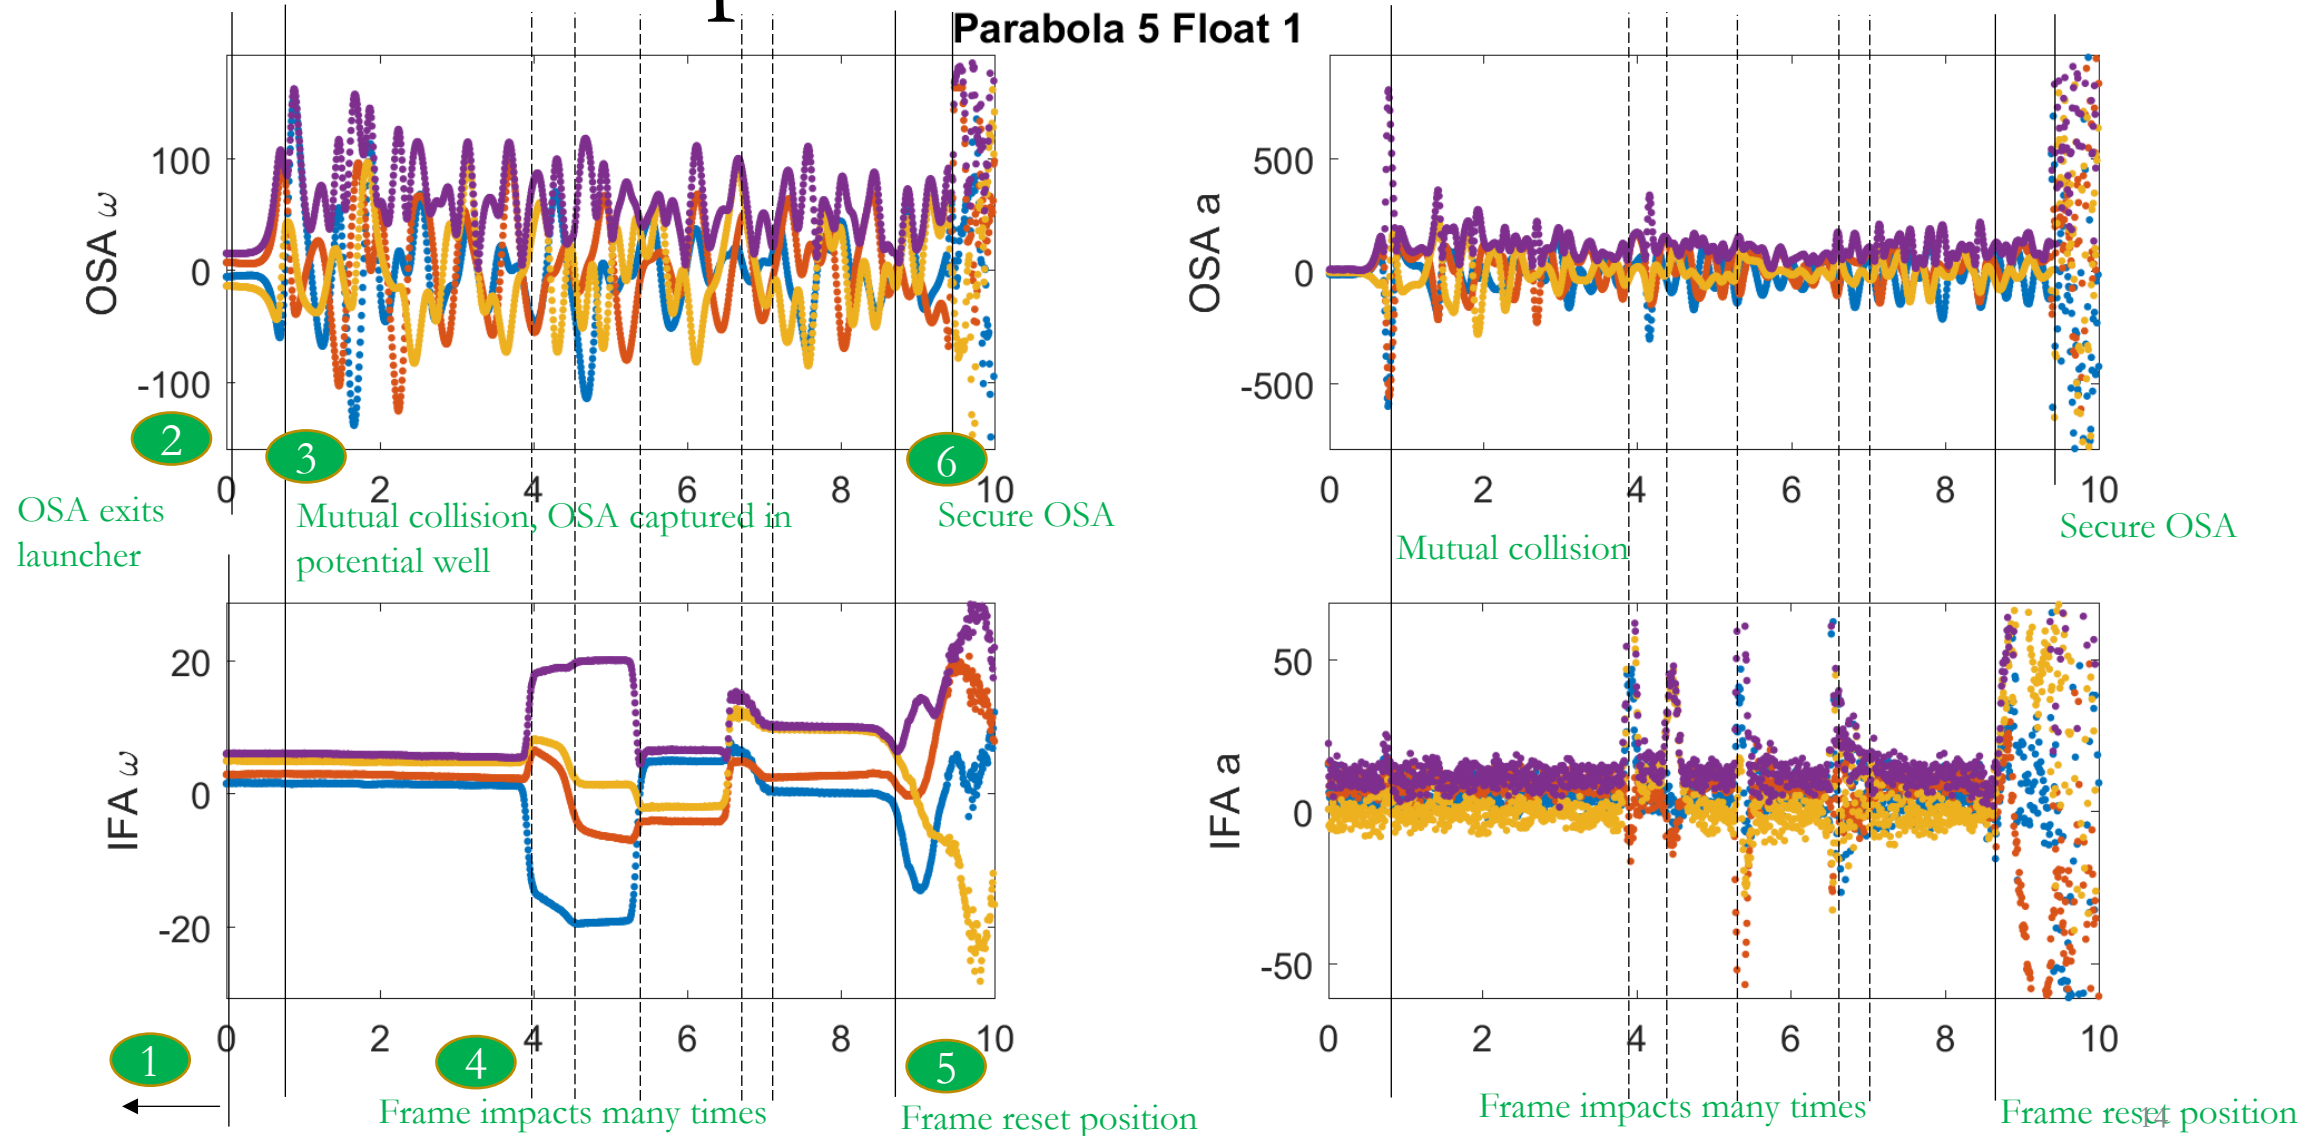 Parabola 5 Float 1
OSA ω
100
0
-100
0 2 4 6 8 10
2
3
6
OSA exits
launcher
Mutual collision, OSA captured in
potential well
Secure OSA
OSA a
500
0
-500
0 2 4 6 8 10
Mutual collision
Secure OSA
IFA ω
20
0
-20
0 2 4 6 8 10
1
4
5
Frame impacts many times
Frame reset position
IFA a
50
0
-50
0 2 4 6 8 10
Frame impacts many times
Frame reset position
14